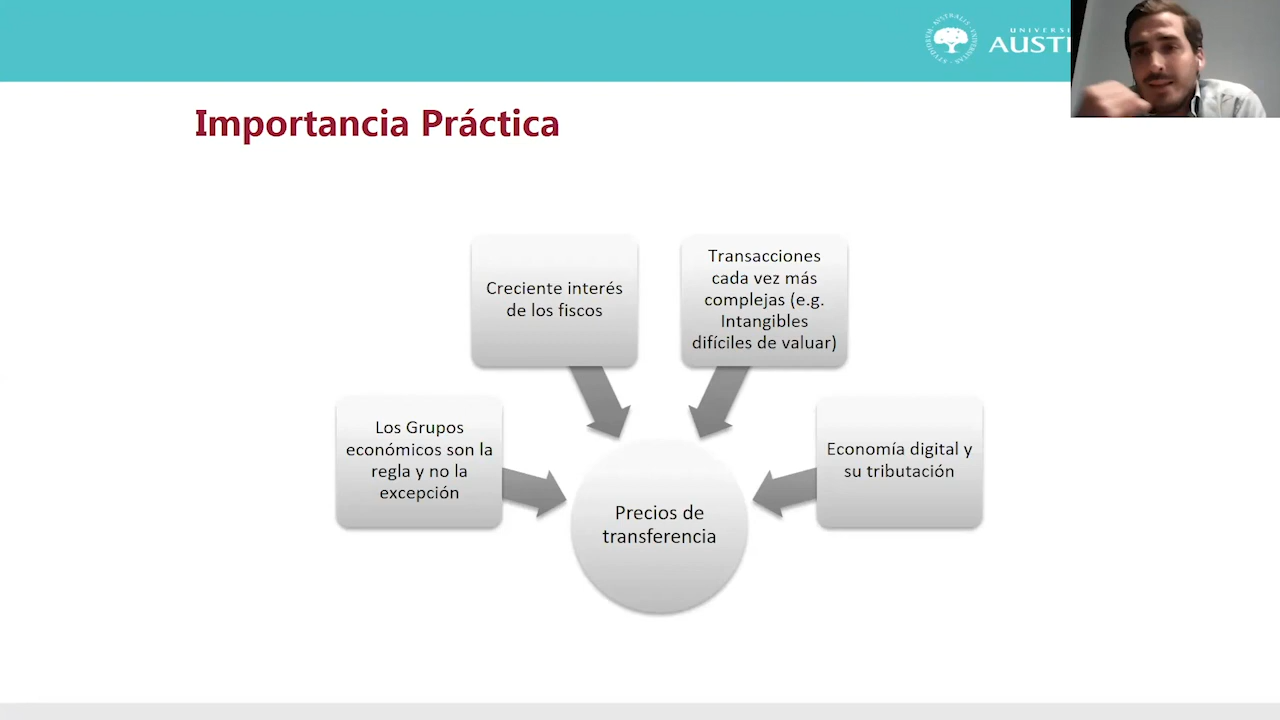 Importancia Práctica
Creciente interés
de los fiscos
Transacciones
cada vez más
complejas (e.g.
Intangibles
difíciles de valuar)
Los Grupos
económicos son la
regla y no la
excepción
Economía digital y
su tributación
Precios de
transferencia